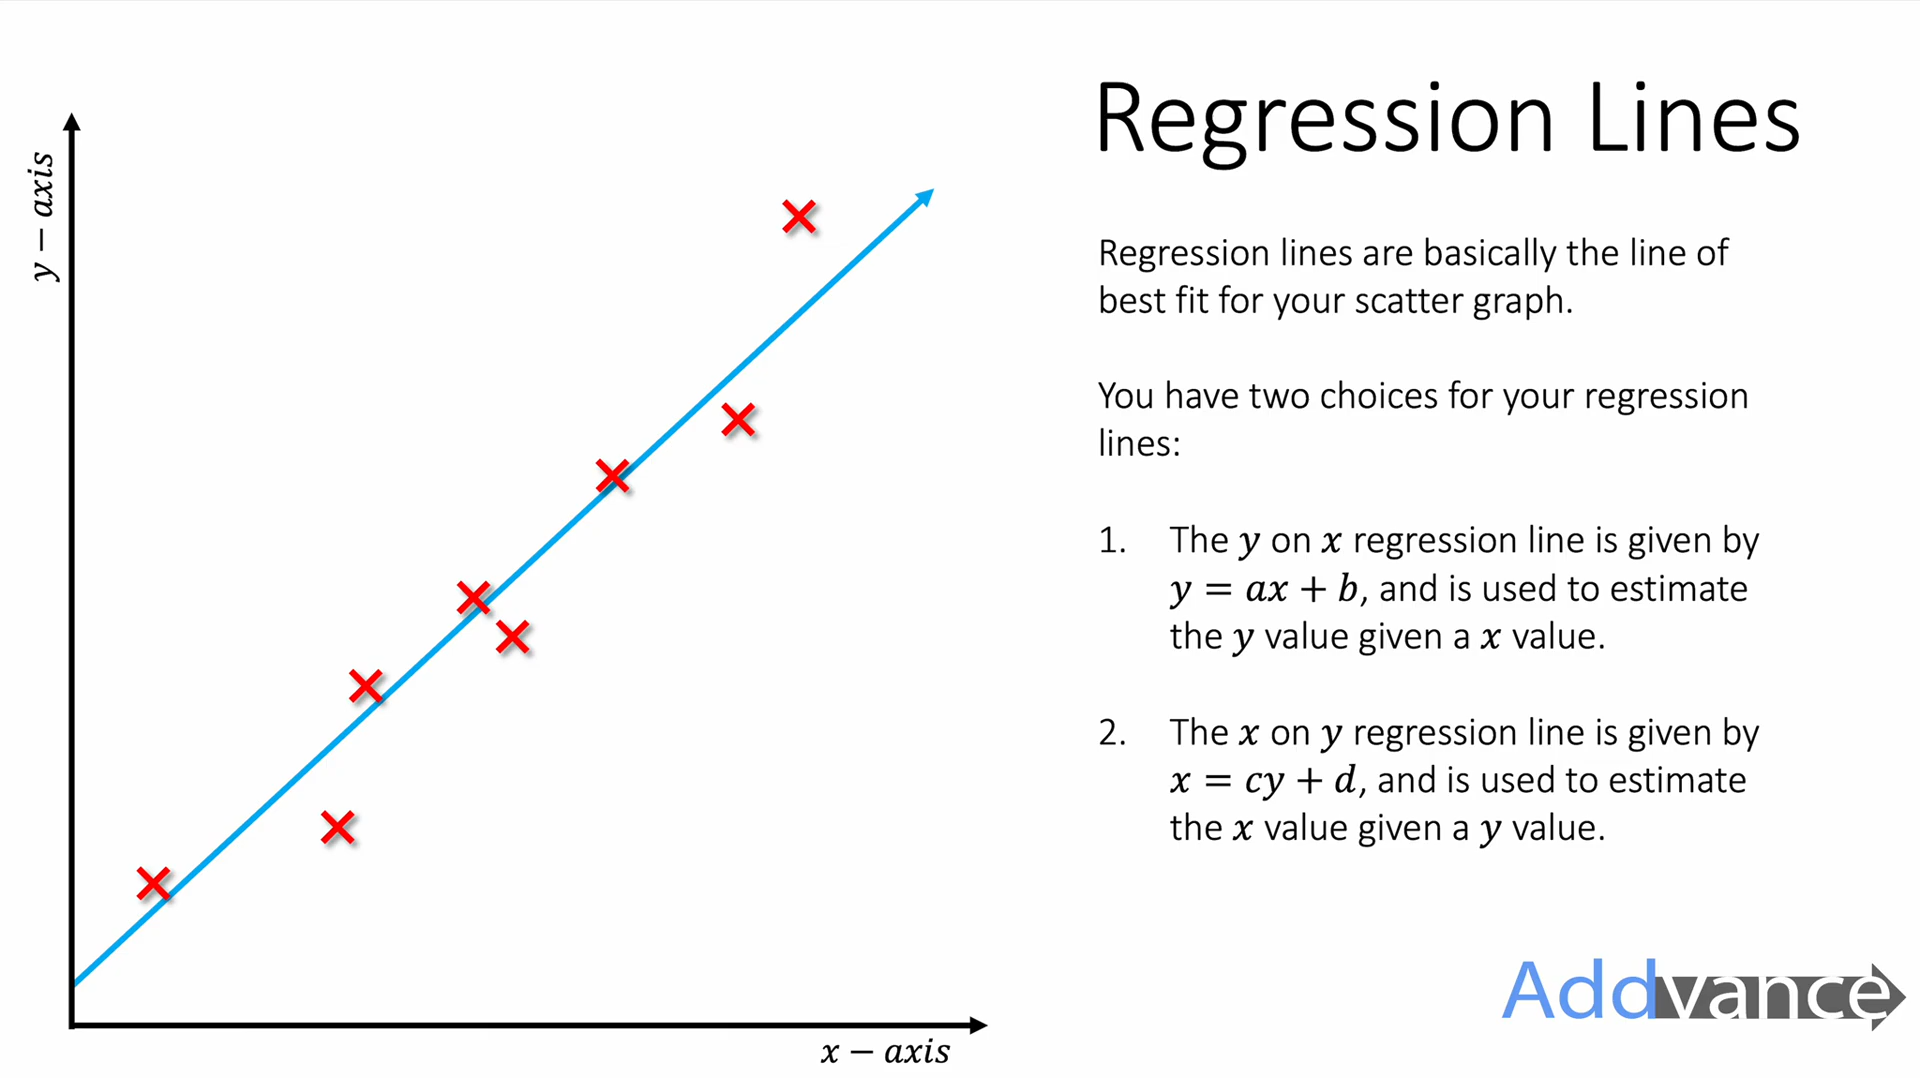 Regression Lines
y − axis
Regression lines are basically the line of
best fit for your scatter graph.
You have two choices for your regression
lines:
1. The y on x regression line is given by
y = ax + b, and is used to estimate
the y value given a x value.
2. The x on y regression line is given by
x = cy + d, and is used to estimate
the x value given a y value.
Addvance
x − axis